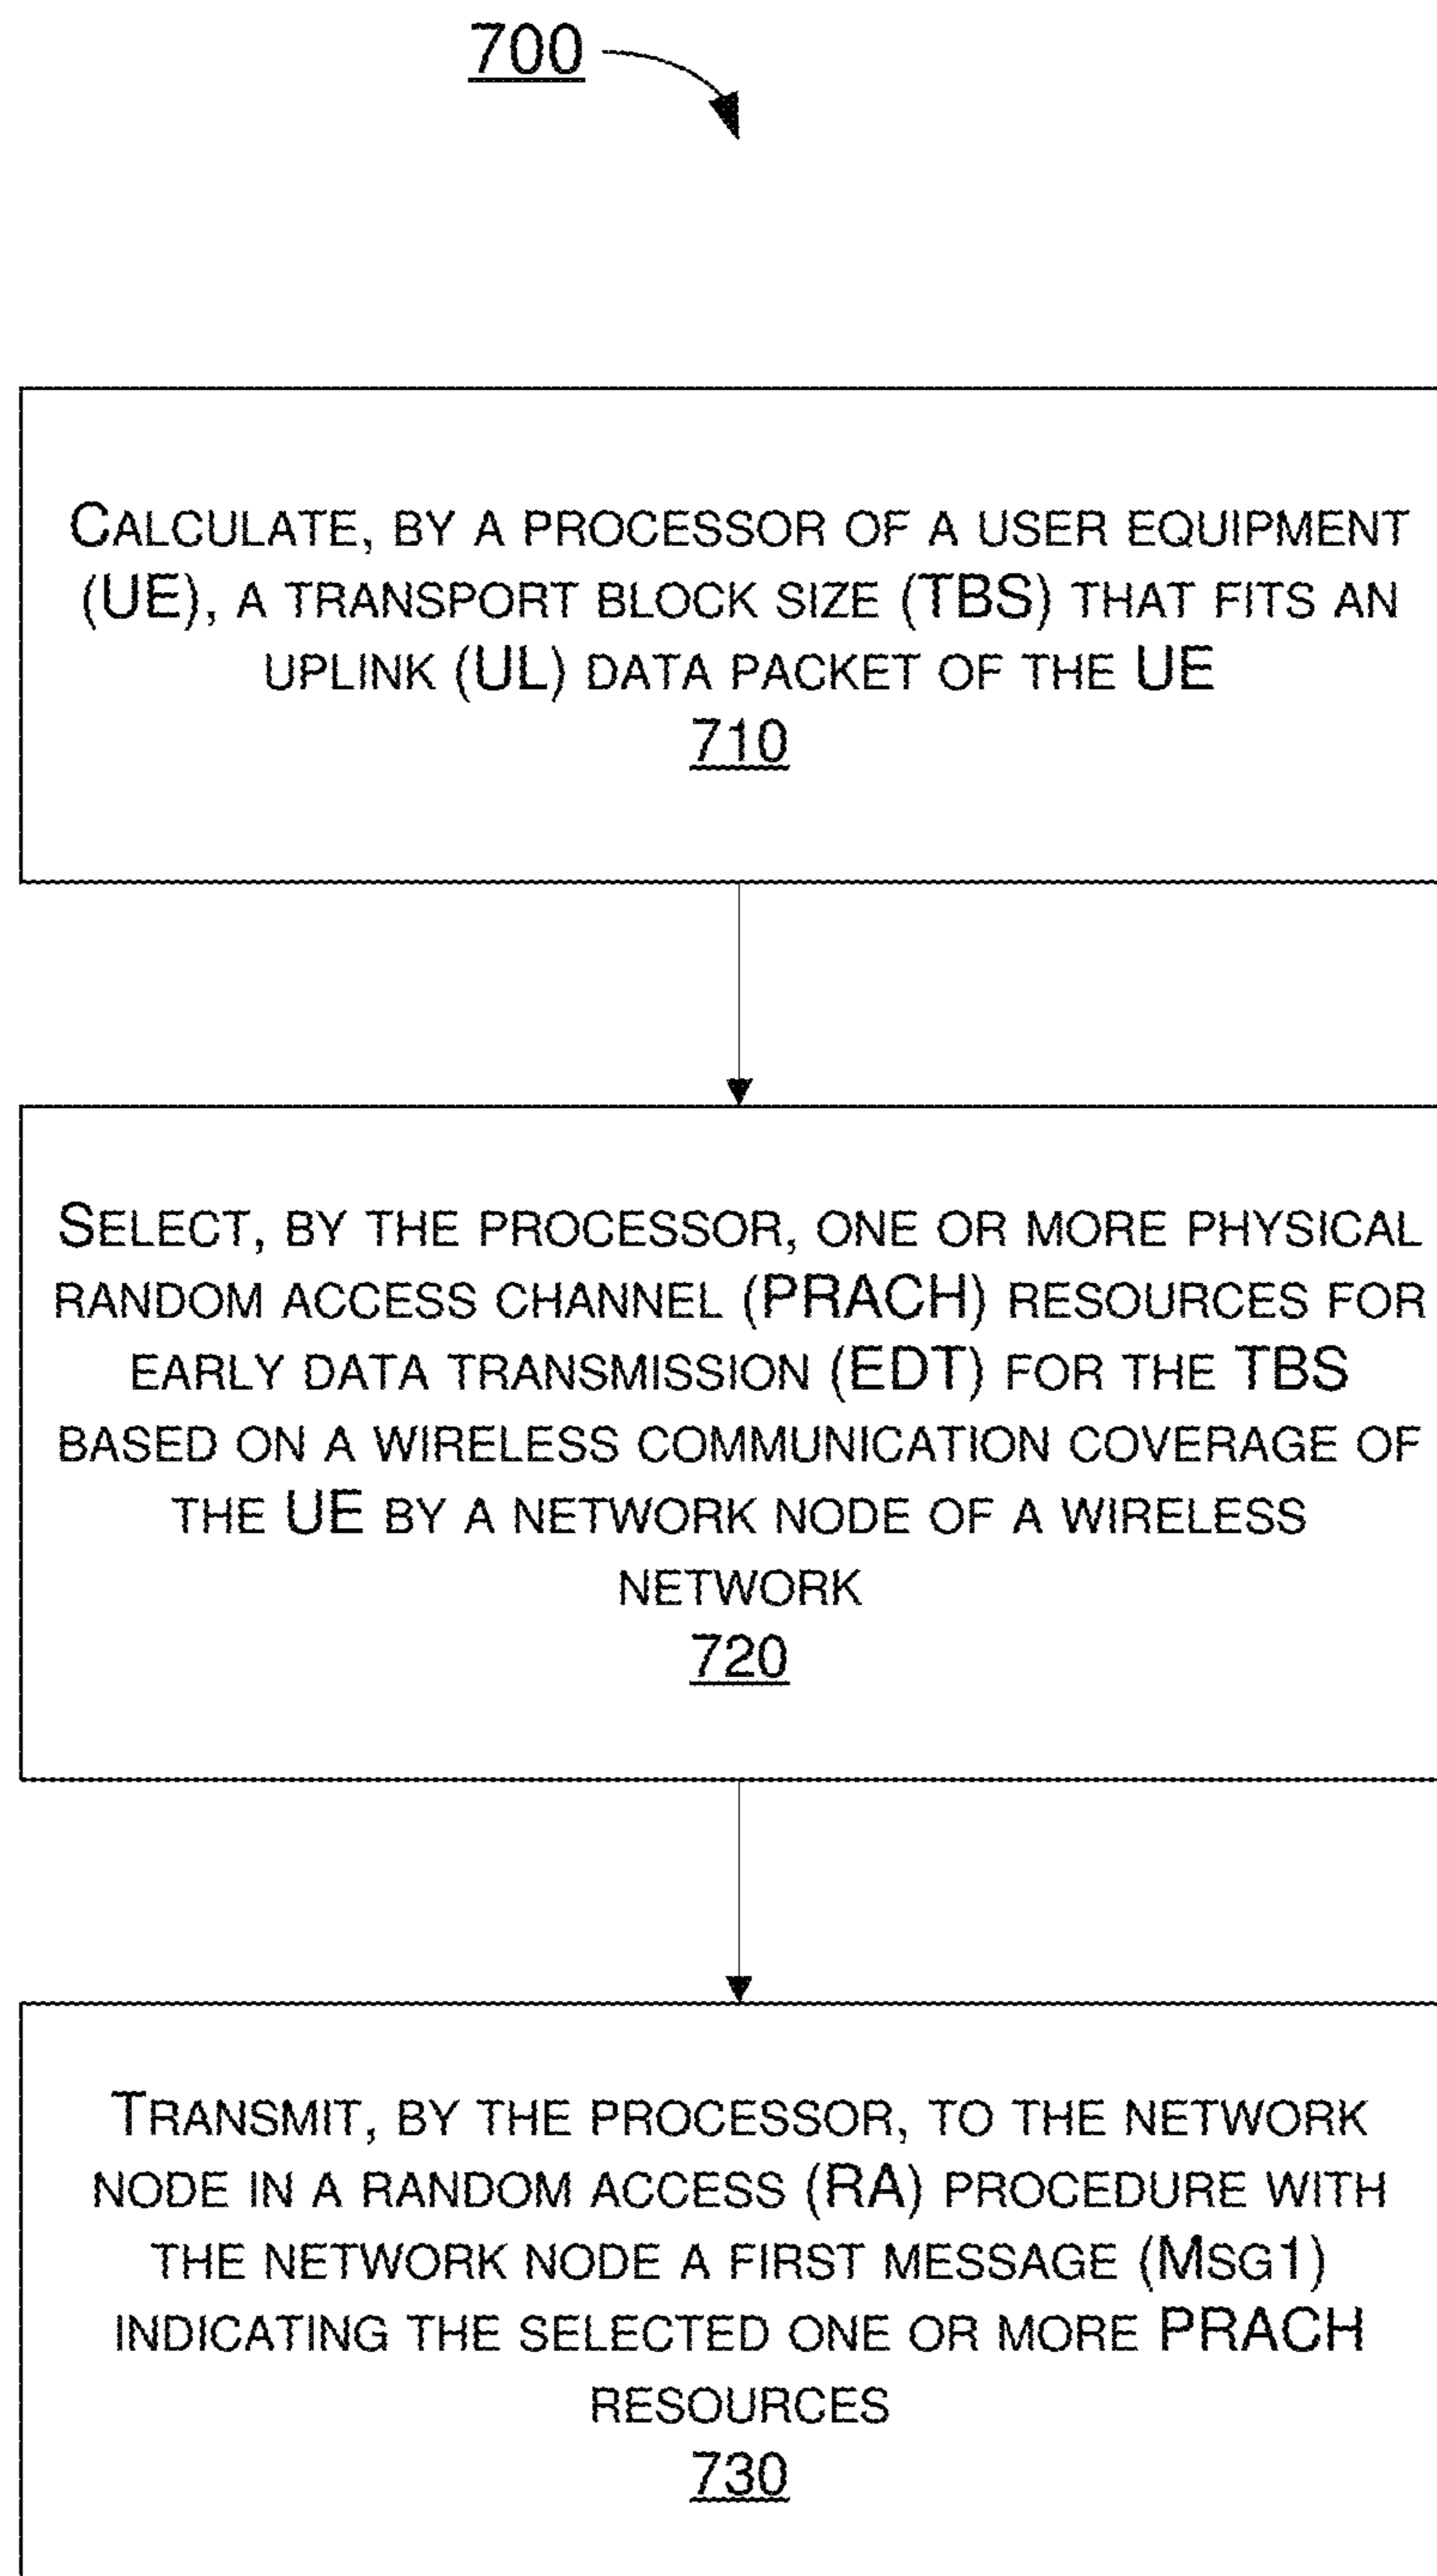 700
CALCULATE, BY A PROCESSOR OF A USER EQUIPMENT
(UE), A TRANSPORT BLOCK SIZE (TBS) THAT FITS AN
UPLINK (UL) DATA PACKET OF THE UE
710
SELECT, BY THE PROCESSOR, ONE OR MORE PHYSICAL
RANDOM ACCESS CHANNEL (PRACH) RESOURCES FOR
EARLY DATA TRANSMISSION (EDT) FOR THE TBS
BASED ON A WIRELESS COMMUNICATION COVERAGE OF
THE UE BY A NETWORK NODE OF A WIRELESS
NETWORK
720
TRANSMIT, BY THE PROCESSOR, TO THE NETWORK
NODE IN A RANDOM ACCESS (RA) PROCEDURE WITH
THE NETWORK NODE A FIRST MESSAGE (MSG1)
INDICATING THE SELECTED ONE OR MORE PRACH
RESOURCES
730